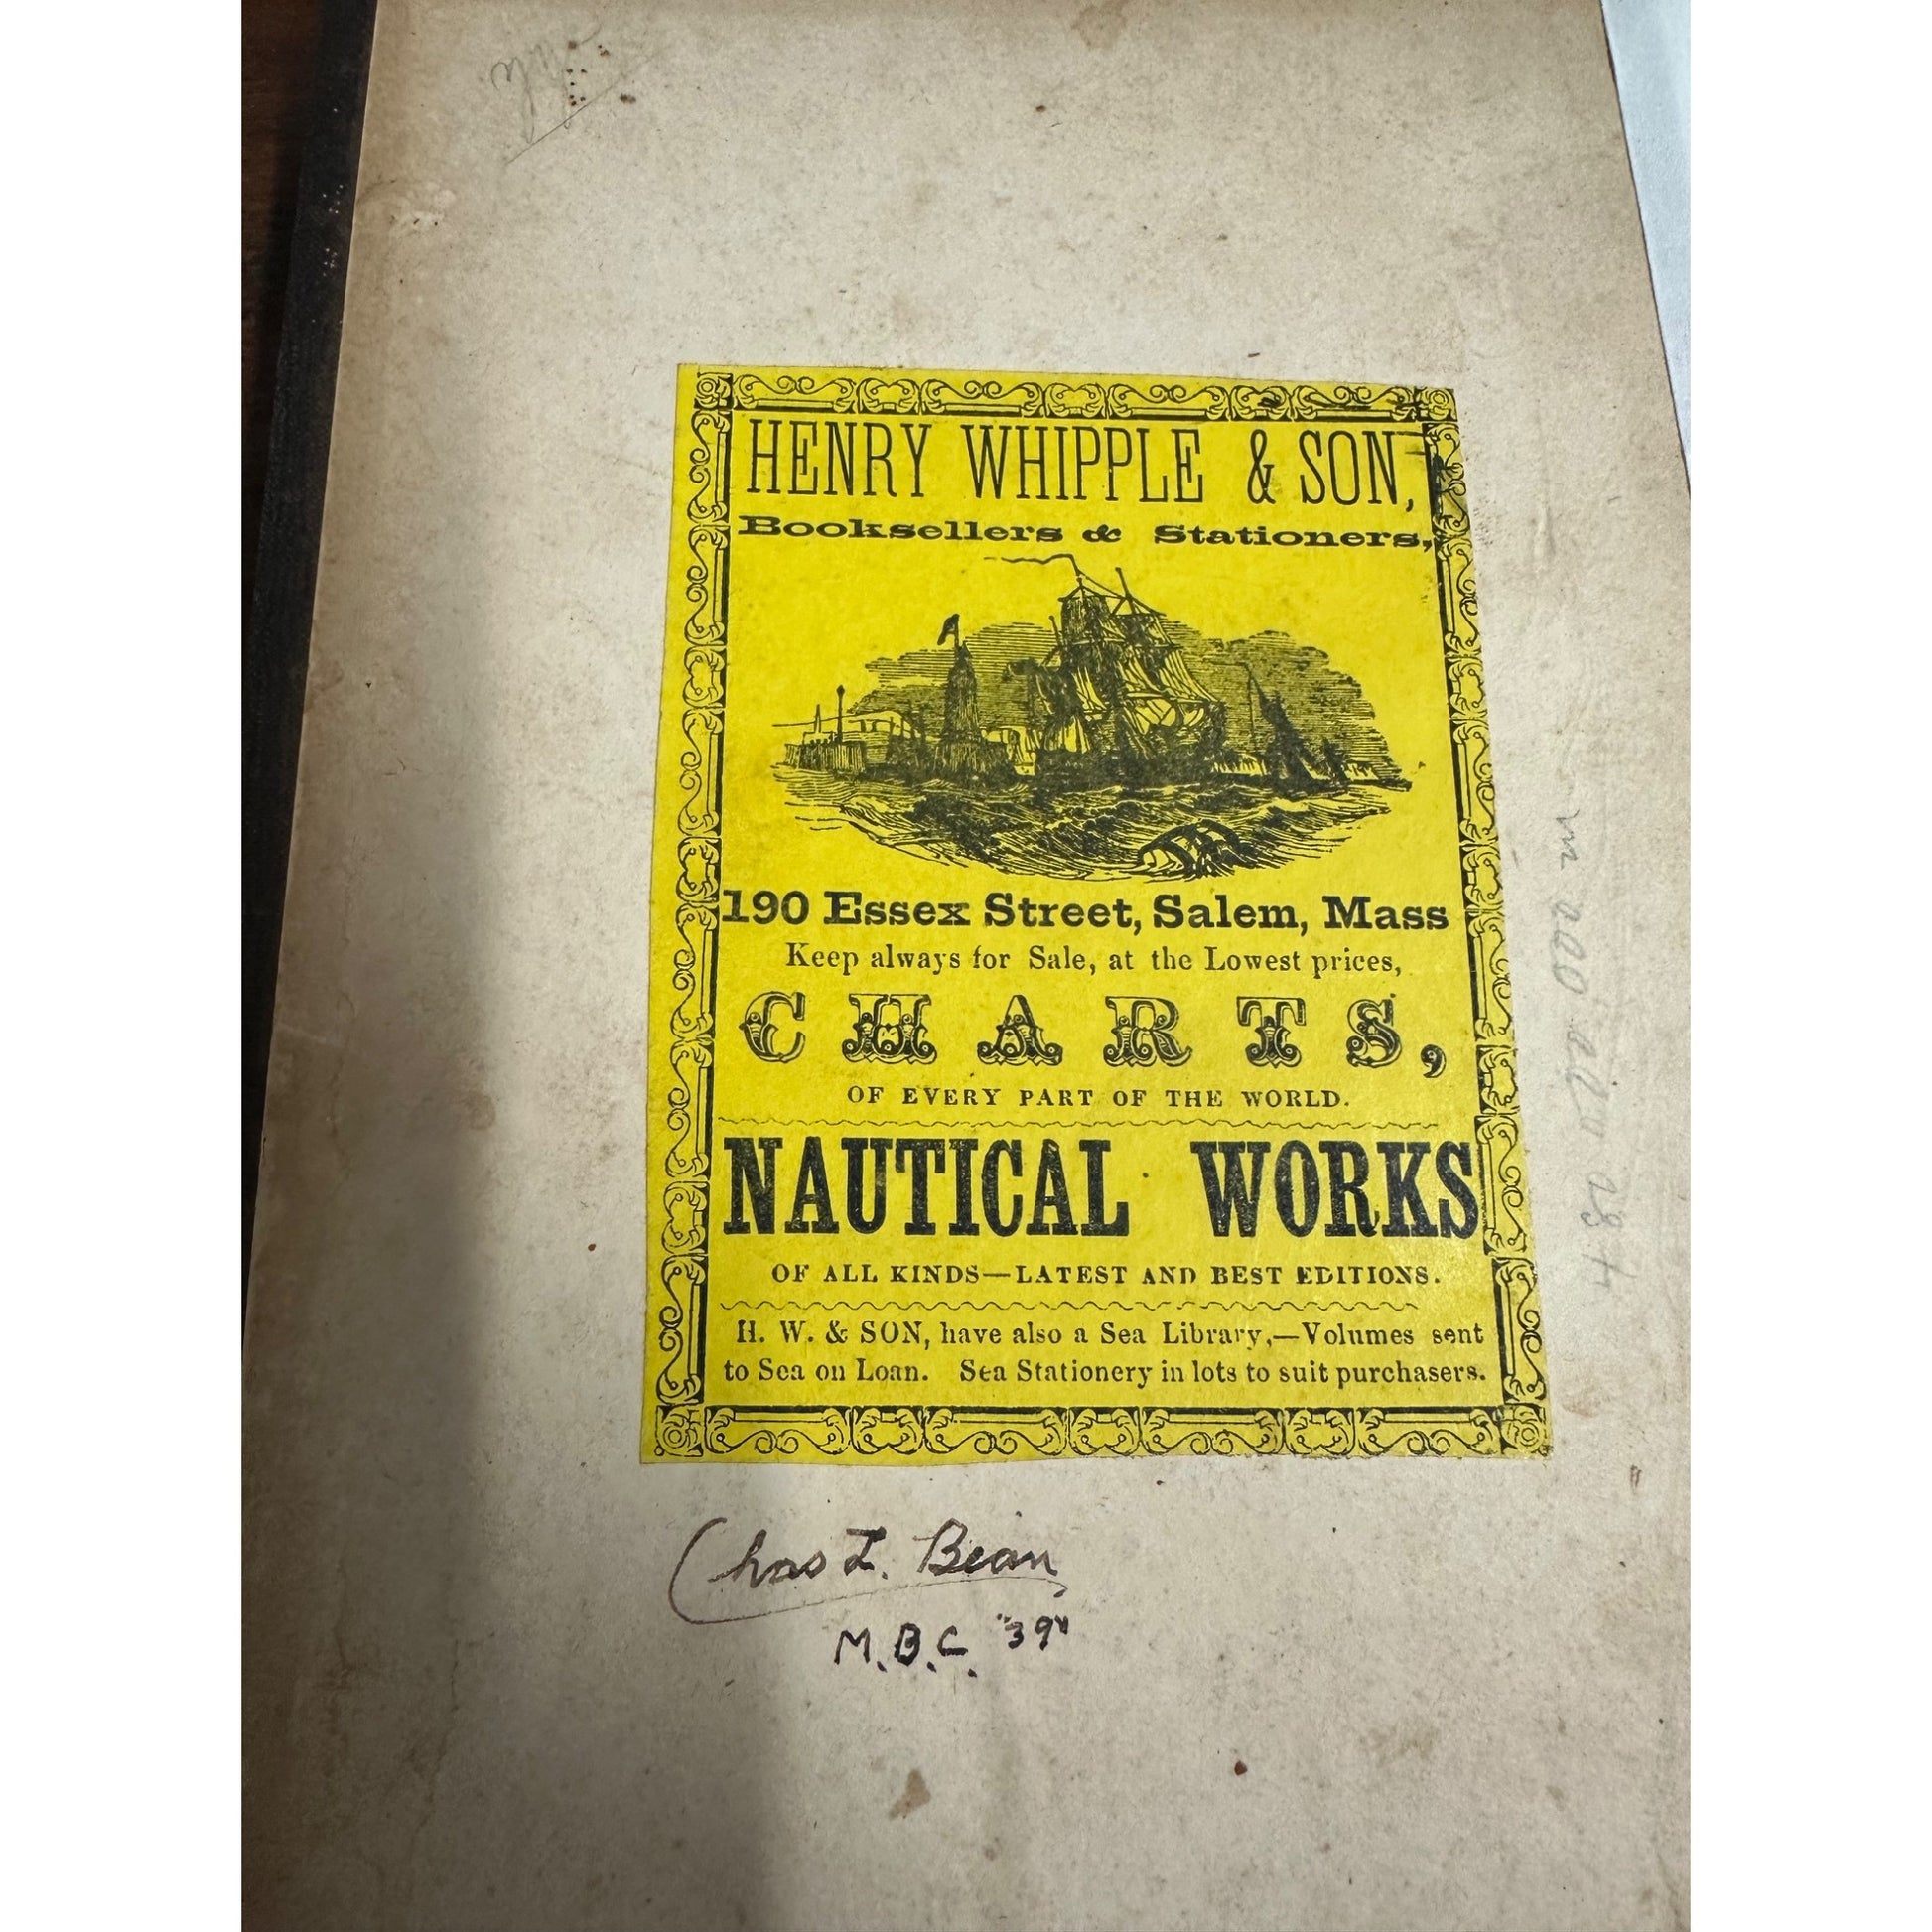 HENRY WHIPPLE & SON,
Booksellers & Stationers,
190 Essex Street, Salem, Mass
Keep always for Sale, at the Lowest prices,
CHARTS,
OF EVERY PART OF THE WORLD.
NAUTICAL WORKS
OF ALL KINDS—LATEST AND BEST EDITIONS.
H. W. & SON, have also a Sea Library,—Volumes sent
to Sea on Loan. Sea Stationery in lots to suit purchasers.
Chas L. Bean
M.B.C. "39"